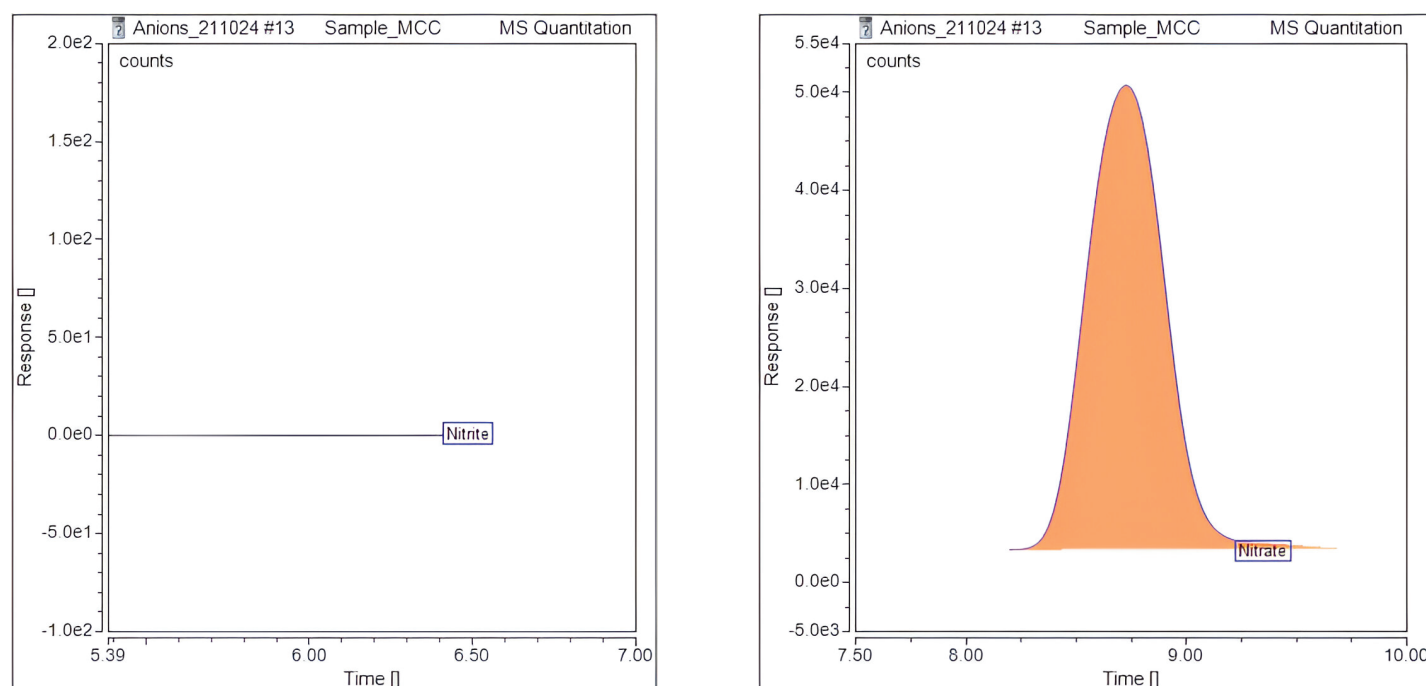 Anions_211024 #13 Sample_MCC MS Quantitation
counts
2.0e2
1.5e2
1.0e2
5.0e1
0.0e0
-5.0e1
-1.0e2
Response []
Nitrite
5.39 6.00 6.50 7.00
Time []
Anions_211024 #13 Sample_MCC MS Quantitation
counts
5.5e4
5.0e4
4.0e4
3.0e4
2.0e4
1.0e4
0.0e0
-5.0e3
Response []
Nitrate
7.50 8.00 9.00 10.00
Time []